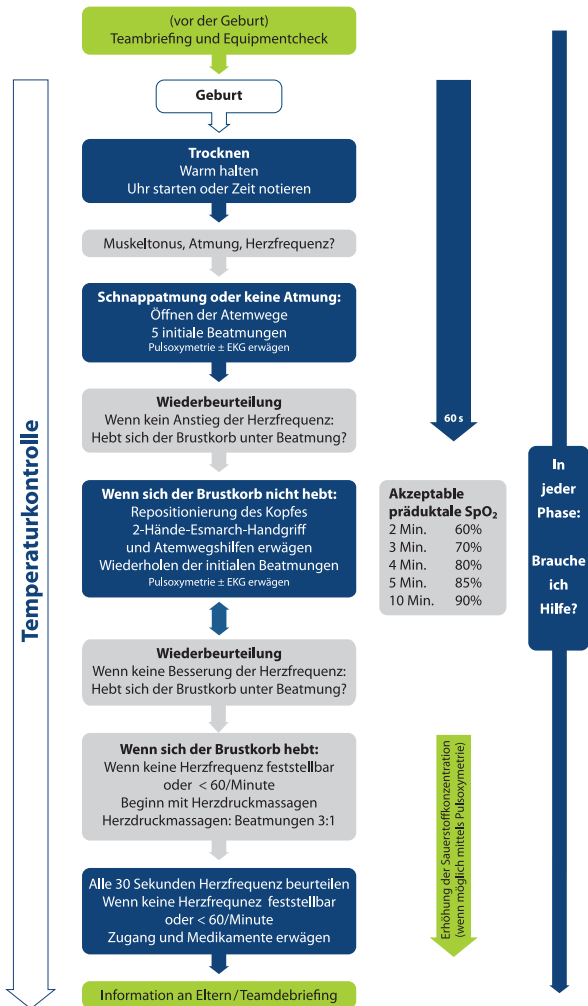 (vor der Geburt)
Teambriefing und Equipmentcheck
Geburt
Trocknen
Warm halten
Uhr starten oder Zeit notieren
Muskeltonus, Atmung, Herzfrequenz?
Schnappatmung oder keine Atmung:
Öffnen der Atemwege
5 initiale Beatmungen
Pulsoxymetrie ± EKG erwägen
Wiederbeurteilung
Wenn kein Anstieg der Herzfrequenz:
Hebt sich der Brustkorb unter Beatmung?
Wenn sich der Brustkorb nicht hebt:
Repositionierung des Kopfes
2-Hände-Esmarch-Handgriff
und Atemwegshilfen erwägen
Wiederholen der initialen Beatmungen
Pulsoxymetrie ± EKG erwägen
Wiederbeurteilung
Wenn keine Besserung der Herzfrequenz:
Hebt sich der Brustkorb unter Beatmung?
Wenn sich der Brustkorb hebt:
Wenn keine Herzfrequenz feststellbar
oder < 60/Minute
Beginn mit Herzdruckmassagen
Herzdruckmassagen: Beatmungen 3:1
Alle 30 Sekunden Herzfrequenz beurteilen
Wenn keine Herzfrequnez feststellbar
oder < 60/Minute
Zugang und Medikamente erwägen
Information an Eltern/Teamdebriefing
Temperaturkontrolle
60 s
Akzeptable
präduktale SpO₂
2 Min. 60%
3 Min. 70%
4 Min. 80%
5 Min. 85%
10 Min. 90%
Erhöhung der Sauerstoffkonzentration
(wenn möglich mittels Pulsoxymetrie)
In
jeder
Phase:
Brauche
ich
Hilfe?